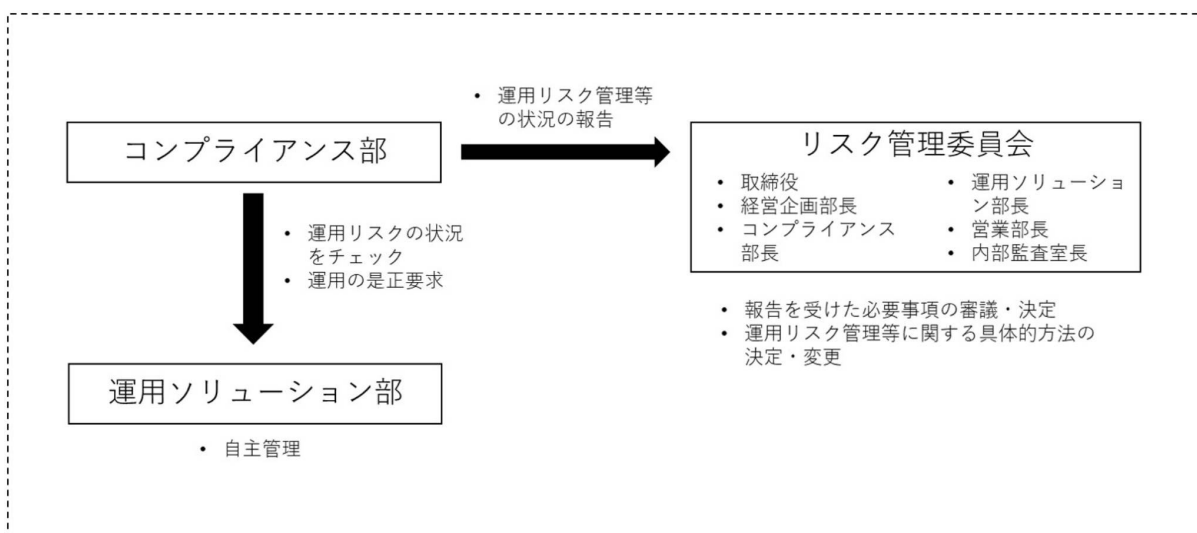 コンプライアンス部
• 運用リスク管理等
の状況の報告
リスク管理委員会
• 取締役
• 経営企画部長
• コンプライアンス
部長
• 運用ソリューショ
ン部長
• 営業部長
• 内部監査室長
• 運用リスクの状況
をチェック
• 運用の是正要求
• 報告を受けた必要事項の審議・決定
• 運用リスク管理等に関する具体的方法の
決定・変更
運用ソリューション部
• 自主管理